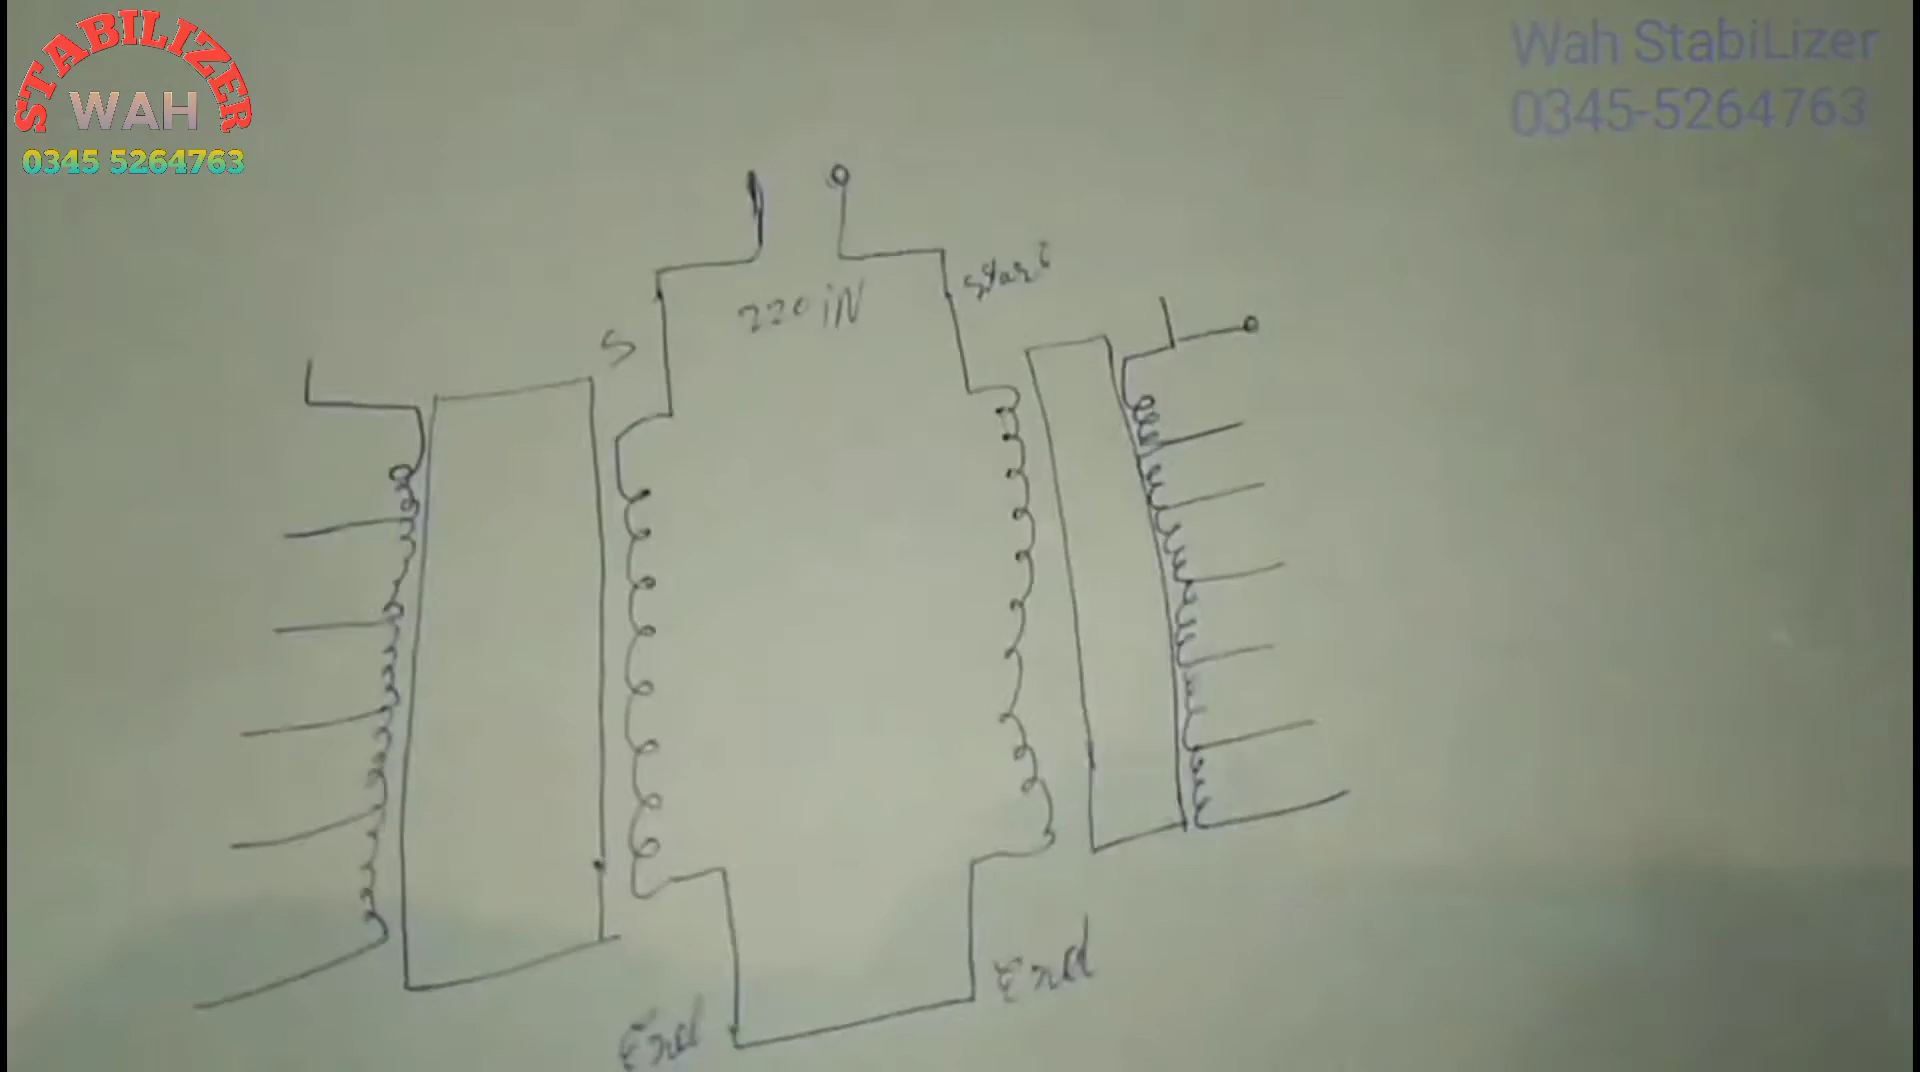 STABILIZER
WAH
0345 5264763
Wah StabiLizer
0345-5264763
220 iN
Start
S
End
End